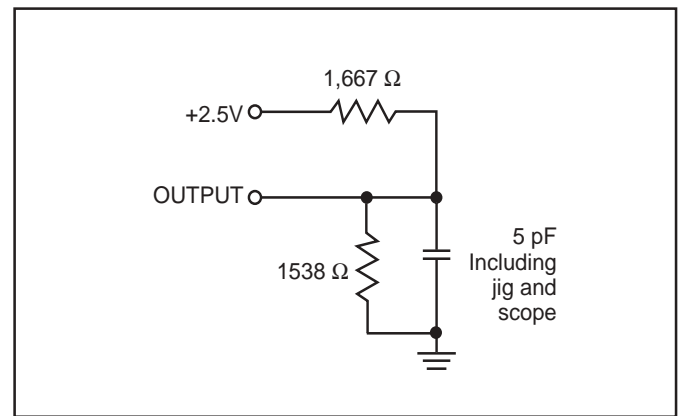 1,667 Ω
+2.5V
OUTPUT
1538 Ω
5 pF
Including
jig and
scope